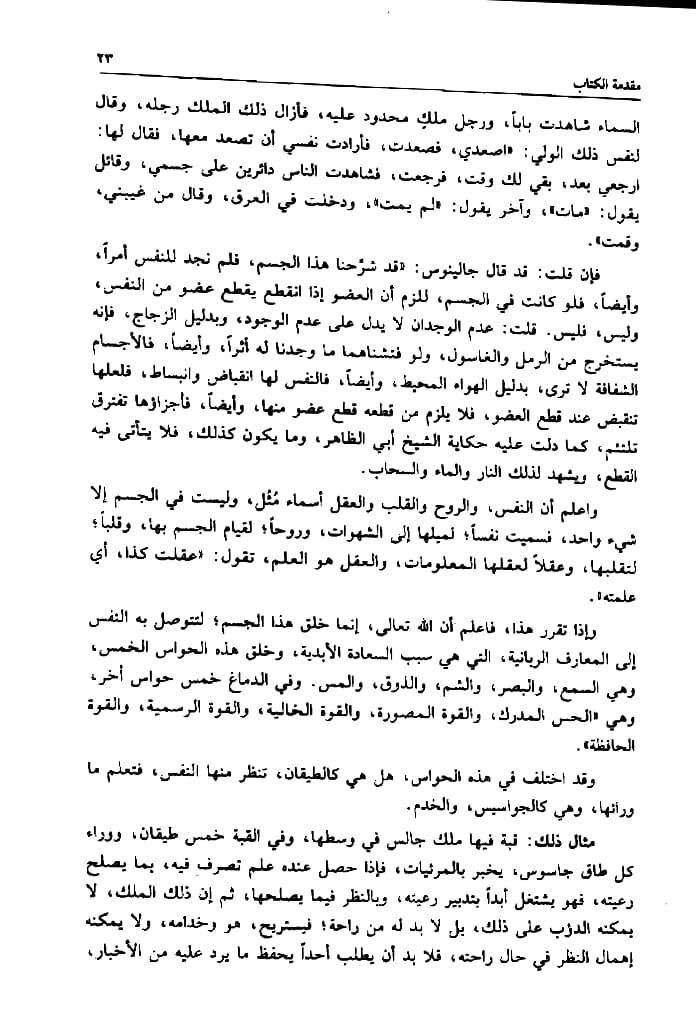 مقدمة الكتاب ٢٣
السماء شاهدت باباً، ورجل ملكٍ محدود عليه، فأزال ذلك الملك رجله، وقال
لنفس ذلك الولي: «اصعدي، فصعدت، فأرادت نفسي أن تصعد معها، فقال لها:
ارجعي بعد، بقي لك وقت، فرجعت، فشاهدت الناس دائرين على جسمي، وقائل
يقول: «مات»، وآخر يقول: «لم يمت»، ودخلت في العرق، وقال من غيبتي،
وقمت».
فإن قلت: قد قال جالينوس: «قد شرَّحنا هذا الجسم، فلم نجد للنفس أمراً،
وأيضاً، فلو كانت في الجسم، للزم أن العضو إذا انقطع يقطع عضو من النفس،
وليس، فليس. قلت: عدم الوجدان لا يدل على عدم الوجود، وبدليل الزجاج، فإنه
يستخرج من الرمل والغاسول، ولو فتشناهما ما وجدنا له أثراً، وأيضاً، فالأجسام
الشفافة لا ترى، بدليل الهواء المحيط، وأيضاً، فالنفس لها انقباض وانبساط، فلعلها
تنقبض عند قطع العضو، فلا يلزم من قطعه قطع عضو منها، وأيضاً، فأجزاؤها تفترق
تلتئم، كما دلت عليه حكاية الشيخ أبي الظاهر، وما يكون كذلك، فلا يتأتى فيه
القطع، ويشهد لذلك النار والماء والسحاب.
واعلم أن النفس، والروح والقلب والعقل أسماء مُثُل، وليست في الجسم إلا
شيء واحد، فسميت نفساً؛ لميلها إلى الشهوات، وروحاً؛ لقيام الجسم بها، وقلباً؛
لتقلبها، وعقلاً لعقلها المعلومات، والعقل هو العلم، تقول: «عقلت كذا، أي
علمته».
وإذا تقرر هذا، فاعلم أن الله تعالى، إنما خلق هذا الجسم؛ لتتوصل به النفس
إلى المعارف الربانية، التي هي سبب السعادة الأبدية، وخلق هذه الحواس الخمس،
وهي السمع، والبصر، والشم، والذوق، والمس. وفي الدماغ خمس حواس أخر،
وهي «الحس المدرك، والقوة المصورة، والقوة الخالية، والقوة الرسمية، والقوة
الحافظة».
وقد اختلف في هذه الحواس، هل هي كالطيقان، تنظر منها النفس، فتعلم ما
ورائها، وهي كالجواسيس، والخدم.
مثال ذلك: قبة فيها ملك جالس في وسطها، وفي القبة خمس طيقان، ووراء
كل طاق جاسوس، يخبر بالمرئيات، فإذا حصل عنده علم تصرف فيه، بما يصلح
رعيته، فهو يشتغل أبداً بتدبير رعيته، وبالنظر فيما يصلحها، ثم إن ذلك الملك، لا
يمكنه الدؤب على ذلك، بل لا بد له من راحة؛ فيستريح، هو وخدامه، ولا يمكنه
إهمال النظر في حال راحته، فلا بد أن يطلب أحداً يحفظ ما يرد عليه من الأخبار،